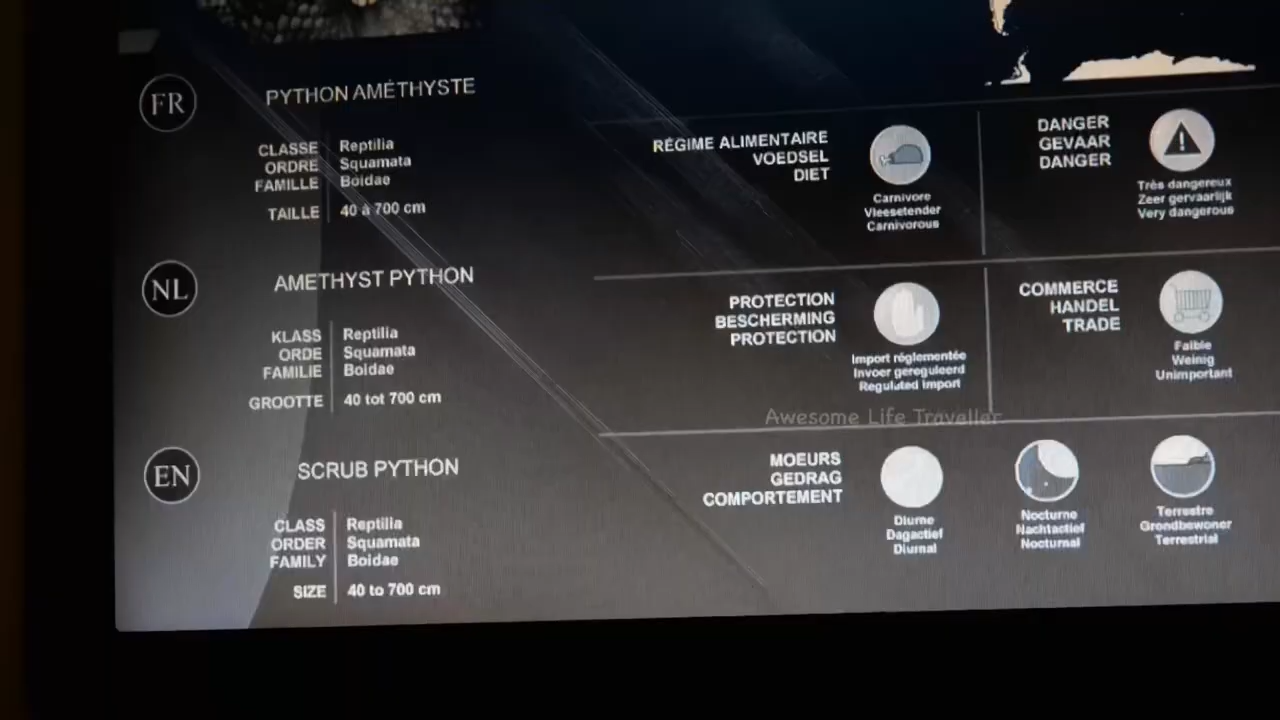 FR
PYTHON AMÉTHYSTE
CLASSE Reptilia
ORDRE Squamata
FAMILLE Boidae
TAILLE 40 à 700 cm
NL
AMETHYST PYTHON
KLASS Reptilia
ORDE Squamata
FAMILIE Boidae
GROOTTE 40 tot 700 cm
EN
SCRUB PYTHON
CLASS Reptilia
ORDER Squamata
FAMILY Boidae
SIZE 40 to 700 cm
RÉGIME ALIMENTAIRE
VOEDSEL
DIET
Carnivore
Vleesetender
Carnivorous
DANGER
GEVAAR
DANGER
Très dangereux
Zeer gervaarlijk
Very dangerous
PROTECTION
BESCHERMING
PROTECTION
Import réglementée
Invoer gereguleerd
Regulated import
COMMERCE
HANDEL
TRADE
Faible
Weinig
Unimportant
Awesome Life Traveller
MOEURS
GEDRAG
COMPORTEMENT
Diurne
Dagactief
Diurnal
Nocturne
Nachtactief
Nocturnal
Terrestre
Grondbewoner
Terrestrial